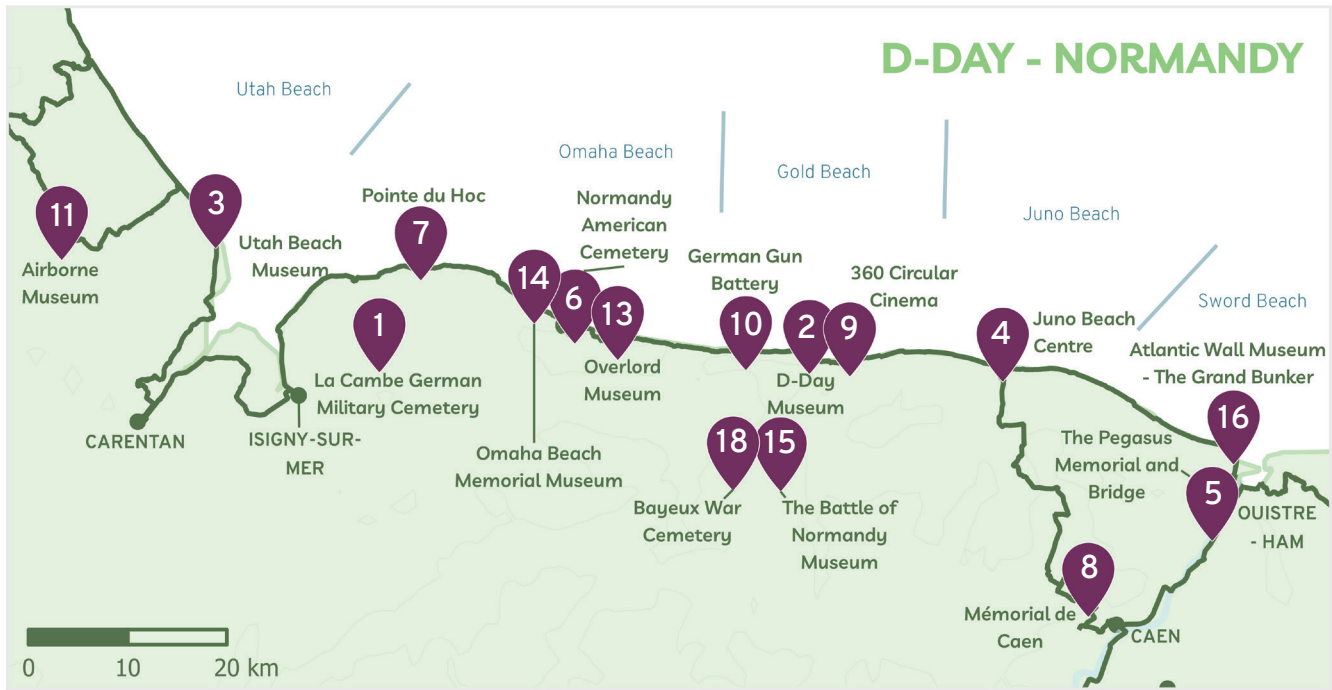 D-DAY - NORMANDY
Utah Beach
Omaha Beach
Gold Beach
Juno Beach
Sword Beach
11
Airborne
Museum
3
Utah Beach
Museum
Pointe du Hoc
7
1
La Cambe German
Military Cemetery
CARENTAN
ISIGNY-SUR-
MER
14
Omaha Beach
Memorial Museum
Normandy
American
Cemetery
6
13
Overlord
Museum
German Gun
Battery
10
2
D-Day
Museum
360 Circular
Cinema
9
18
Bayeux War
Cemetery
15
The Battle of
Normandy
Museum
4
Juno Beach
Centre
Atlantic Wall Museum
- The Grand Bunker
16
The Pegasus
Memorial and
Bridge
5
OUISTRE
- HAM
8
Mémorial de
Caen
CAEN
0 10 20 km